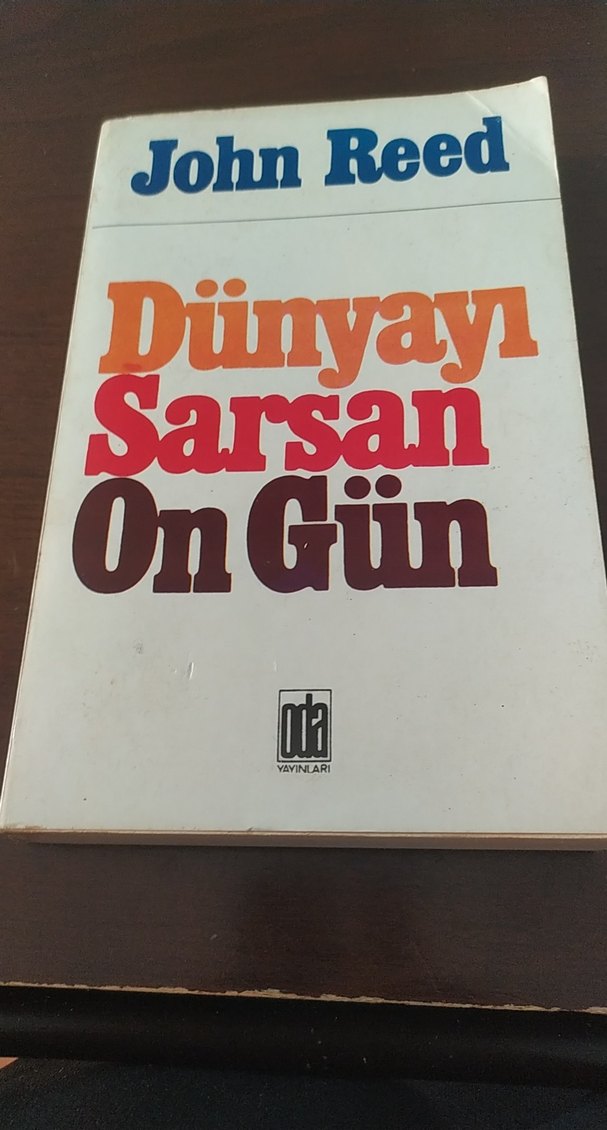 John Reed
Dünyayı
Sarsan
On Gün
oda
YAYINLARI